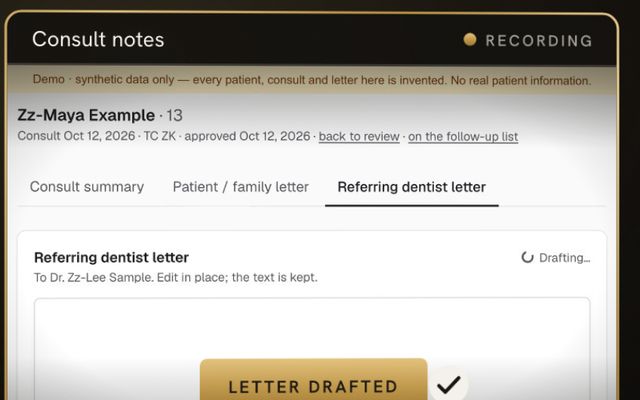 Consult notes
RECORDING
Demo · synthetic data only — every patient, consult and letter here is invented. No real patient information.
Zz-Maya Example · 13
Consult Oct 12, 2026 · TC ZK · approved Oct 12, 2026 · back to review · on the follow-up list
Consult summary
Patient / family letter
Referring dentist letter
Referring dentist letter
Drafting…
To Dr. Zz-Lee Sample. Edit in place; the text is kept.
LETTER DRAFTED